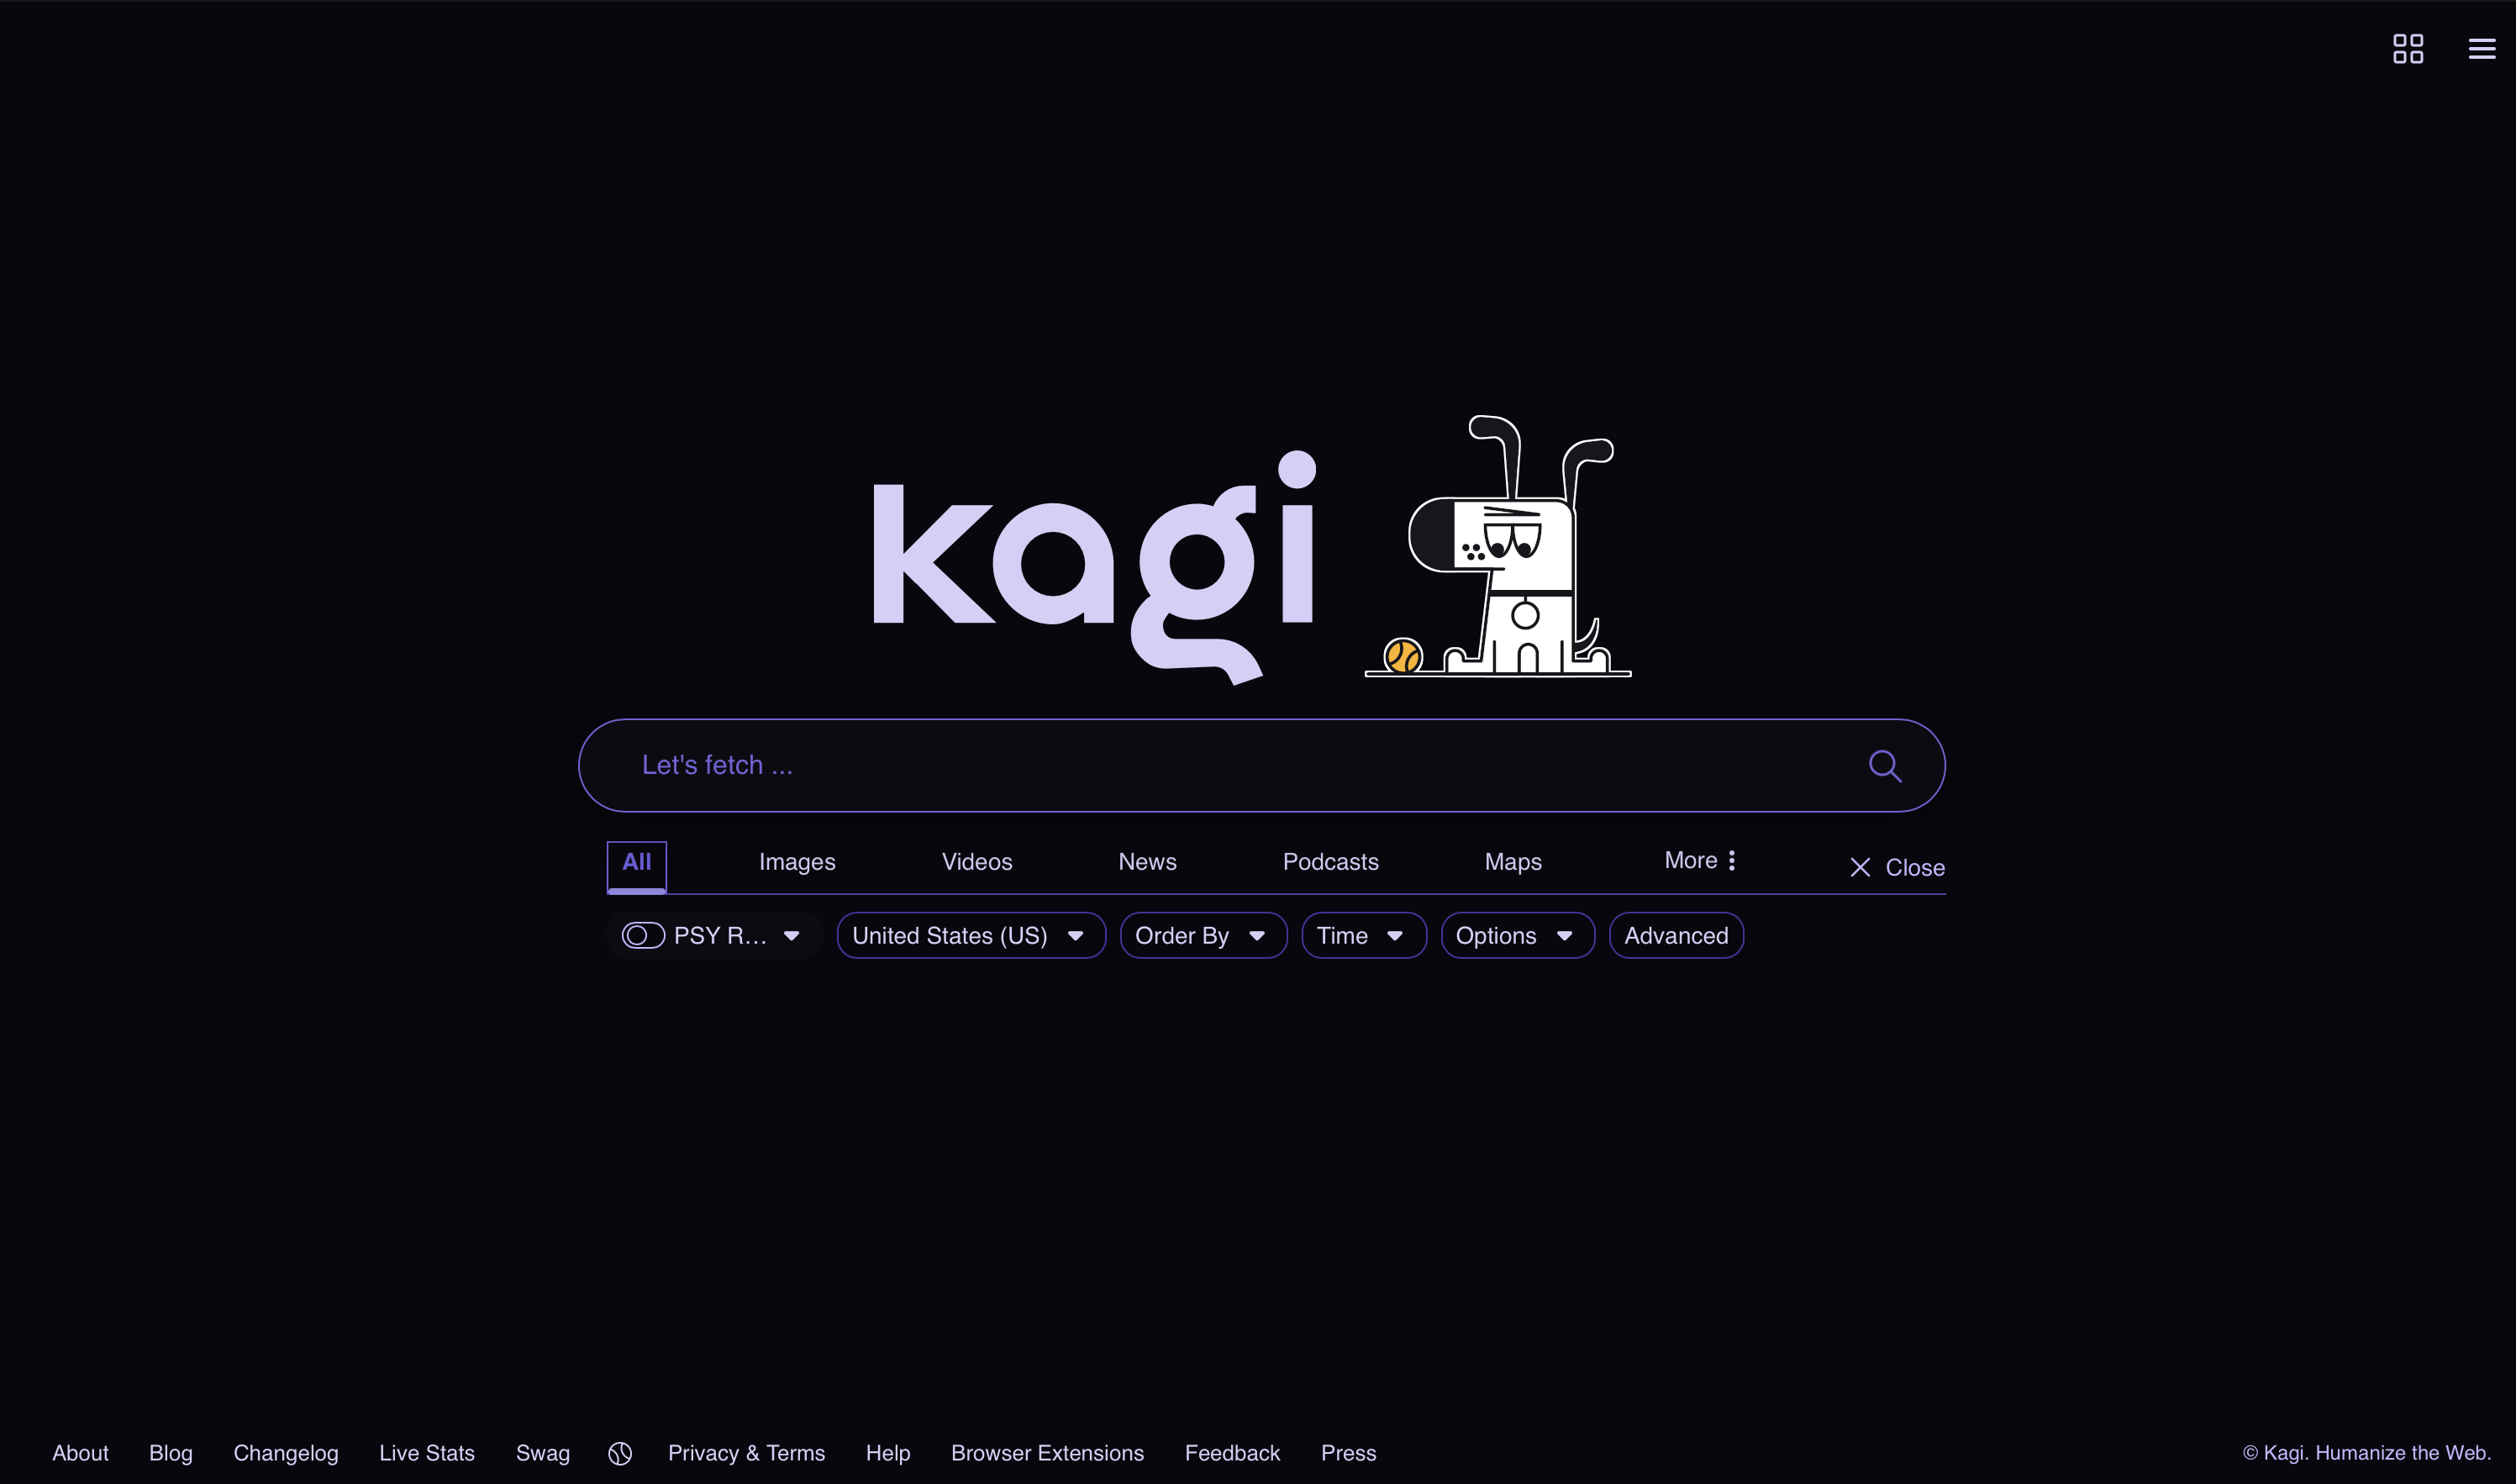 kagi
Let's fetch ...
All Images Videos News Podcasts Maps More Close
PSY R... United States (US) Order By Time Options Advanced
About Blog Changelog Live Stats Swag Privacy & Terms Help Browser Extensions Feedback Press © Kagi. Humanize the Web.